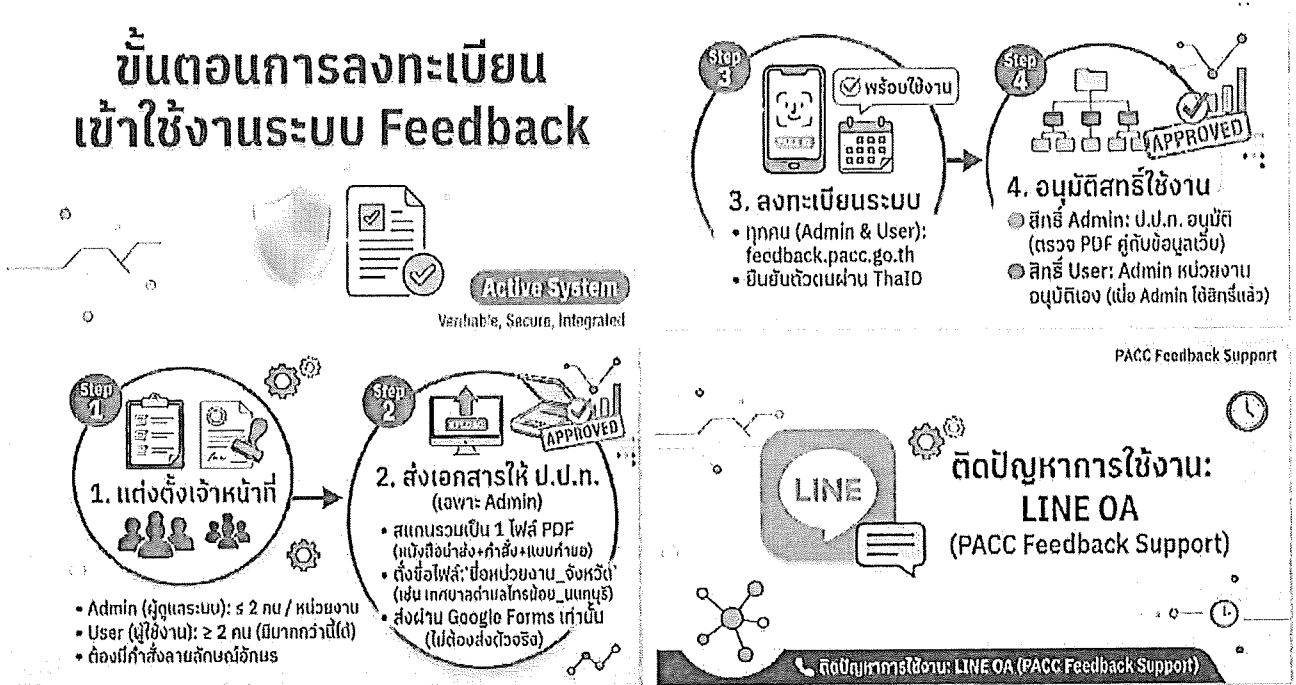 ขั้นตอนการลงทะเบียน
เข้าใช้งานระบบ Feedback
Active System
Verifiable, Secure, Integrated
Step
1
1. แต่งตั้งเจ้าหน้าที่
• Admin (ผู้ดูแลระบบ): ≤ 2 คน / หน่วยงาน
• User (ผู้ใช้งาน): ≥ 2 คน (มีมากกว่านี้ได้)
• ต้องมีคำสั่งลายลักษณ์อักษร
Step
2
APPROVED
2. ส่งเอกสารให้ ป.ป.ท.
(เฉพาะ Admin)
• สแกนรวมเป็น 1 ไฟล์ PDF
(หนังสือนำส่ง+คำสั่ง+แบบคำขอ)
• ตั้งชื่อไฟล์:'ชื่อหน่วยงาน_จังหวัด'
(เช่น เทศบาลตำบลไทรน้อย_นนทบุรี)
• ส่งผ่าน Google Forms เท่านั้น
(ไม่ต้องส่งตัวจริง)
Step
3
พร้อมใช้งาน
3. ลงทะเบียนระบบ
• ทุกคน (Admin & User):
feedback.pacc.go.th
• ยืนยันตัวตนผ่าน ThaID
Step
4
APPROVED
4. อนุมัติสิทธิ์ใช้งาน
สิทธิ์ Admin: ป.ป.ท. อนุมัติ
(ตรวจ PDF คู่กับข้อมูลเว็บ)
สิทธิ์ User: Admin หน่วยงาน
อนุมัติเอง (เมื่อ Admin ได้สิทธิ์แล้ว)
PACC Feedback Support
LINE
ติดปัญหาการใช้งาน:
LINE OA
(PACC Feedback Support)
ติดปัญหาการใช้งาน: LINE OA (PACC Feedback Support)